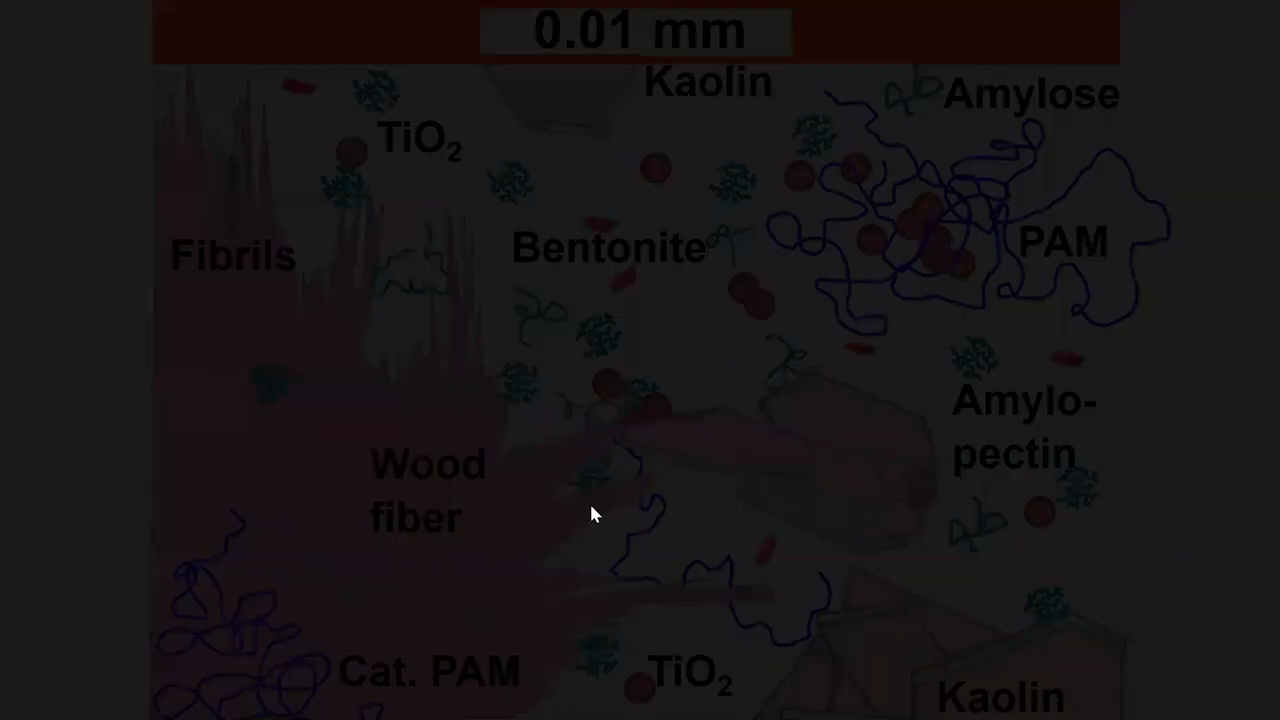 0.01 mm
Kaolin
Amylose
TiO₂
Fibrils
Bentonite
PAM
Amylo-
pectin
Wood
fiber
Cat. PAM
TiO₂
Kaolin